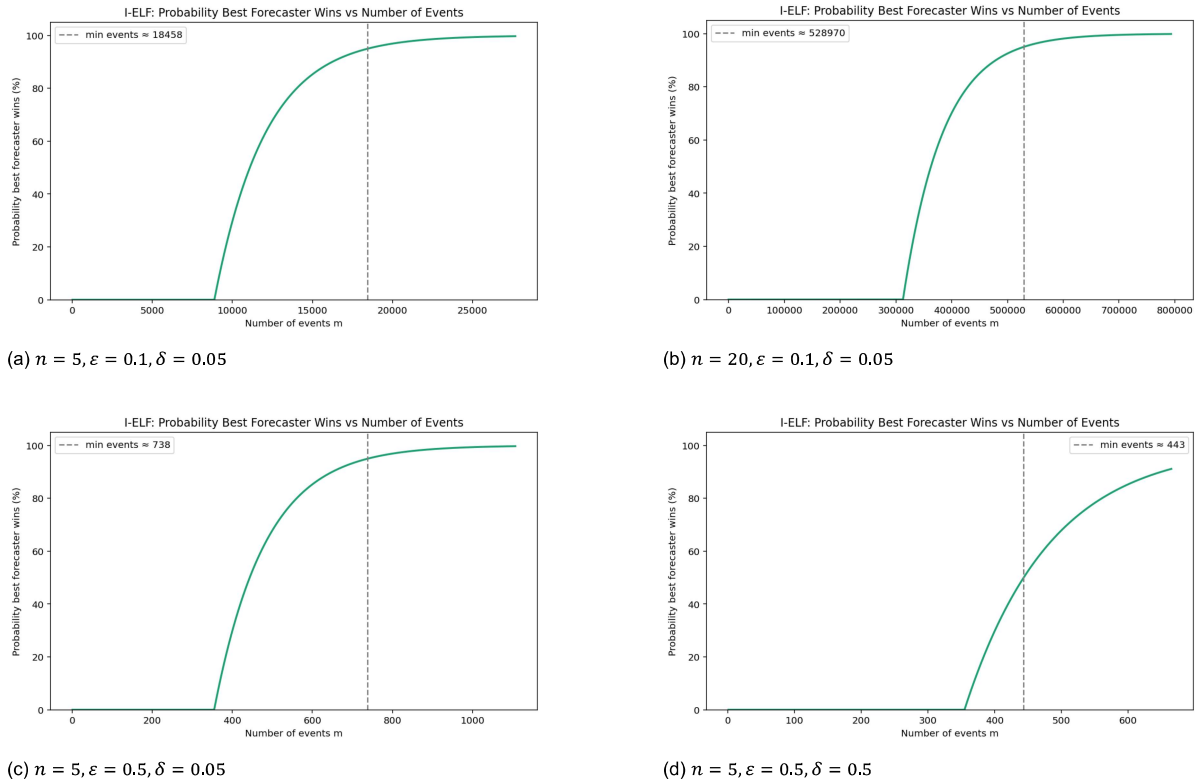 I-ELF: Probability Best Forecaster Wins vs Number of Events
min events ≈ 18458
100
80
60
40
20
0
Probability best forecaster wins (%)
0 5000 10000 15000 20000 25000
Number of events m
(a) n = 5, ε = 0.1, δ = 0.05
I-ELF: Probability Best Forecaster Wins vs Number of Events
min events ≈ 528970
100
80
60
40
20
0
Probability best forecaster wins (%)
0 100000 200000 300000 400000 500000 600000 700000 800000
Number of events m
(b) n = 20, ε = 0.1, δ = 0.05
I-ELF: Probability Best Forecaster Wins vs Number of Events
min events ≈ 738
100
80
60
40
20
0
Probability best forecaster wins (%)
0 200 400 600 800 1000
Number of events m
(c) n = 5, ε = 0.5, δ = 0.05
I-ELF: Probability Best Forecaster Wins vs Number of Events
min events ≈ 443
100
80
60
40
20
0
Probability best forecaster wins (%)
0 100 200 300 400 500 600
Number of events m
(d) n = 5, ε = 0.5, δ = 0.5